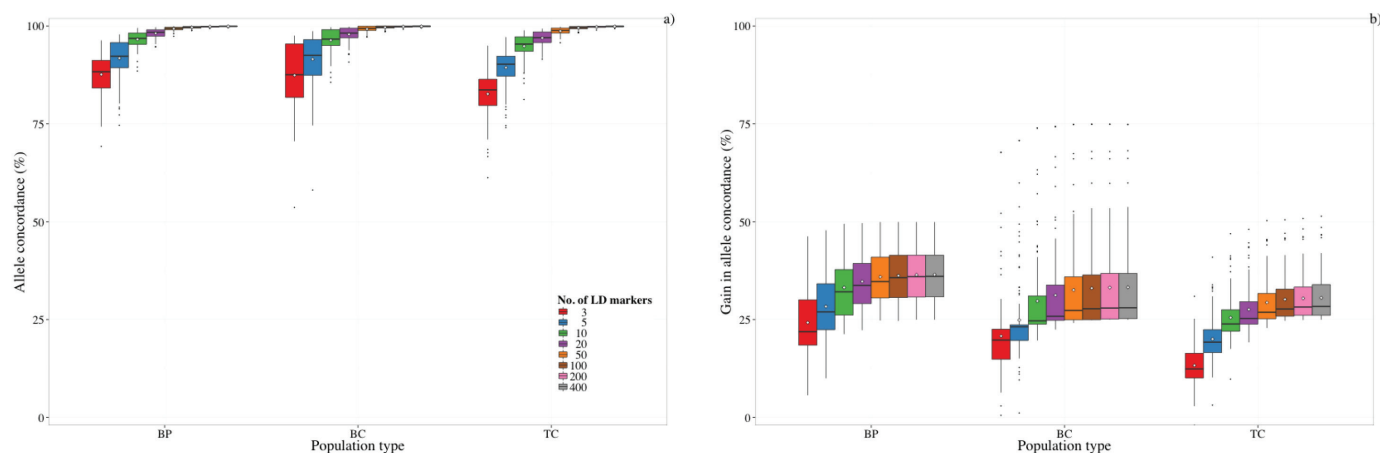 a)
100
75
50
25
0
Allele concordance (%)
No. of LD markers
3
5
10
20
50
100
200
400
BP BC TC
Population type
b)
100
75
50
25
0
Gain in allele concordance (%)
BP BC TC
Population type